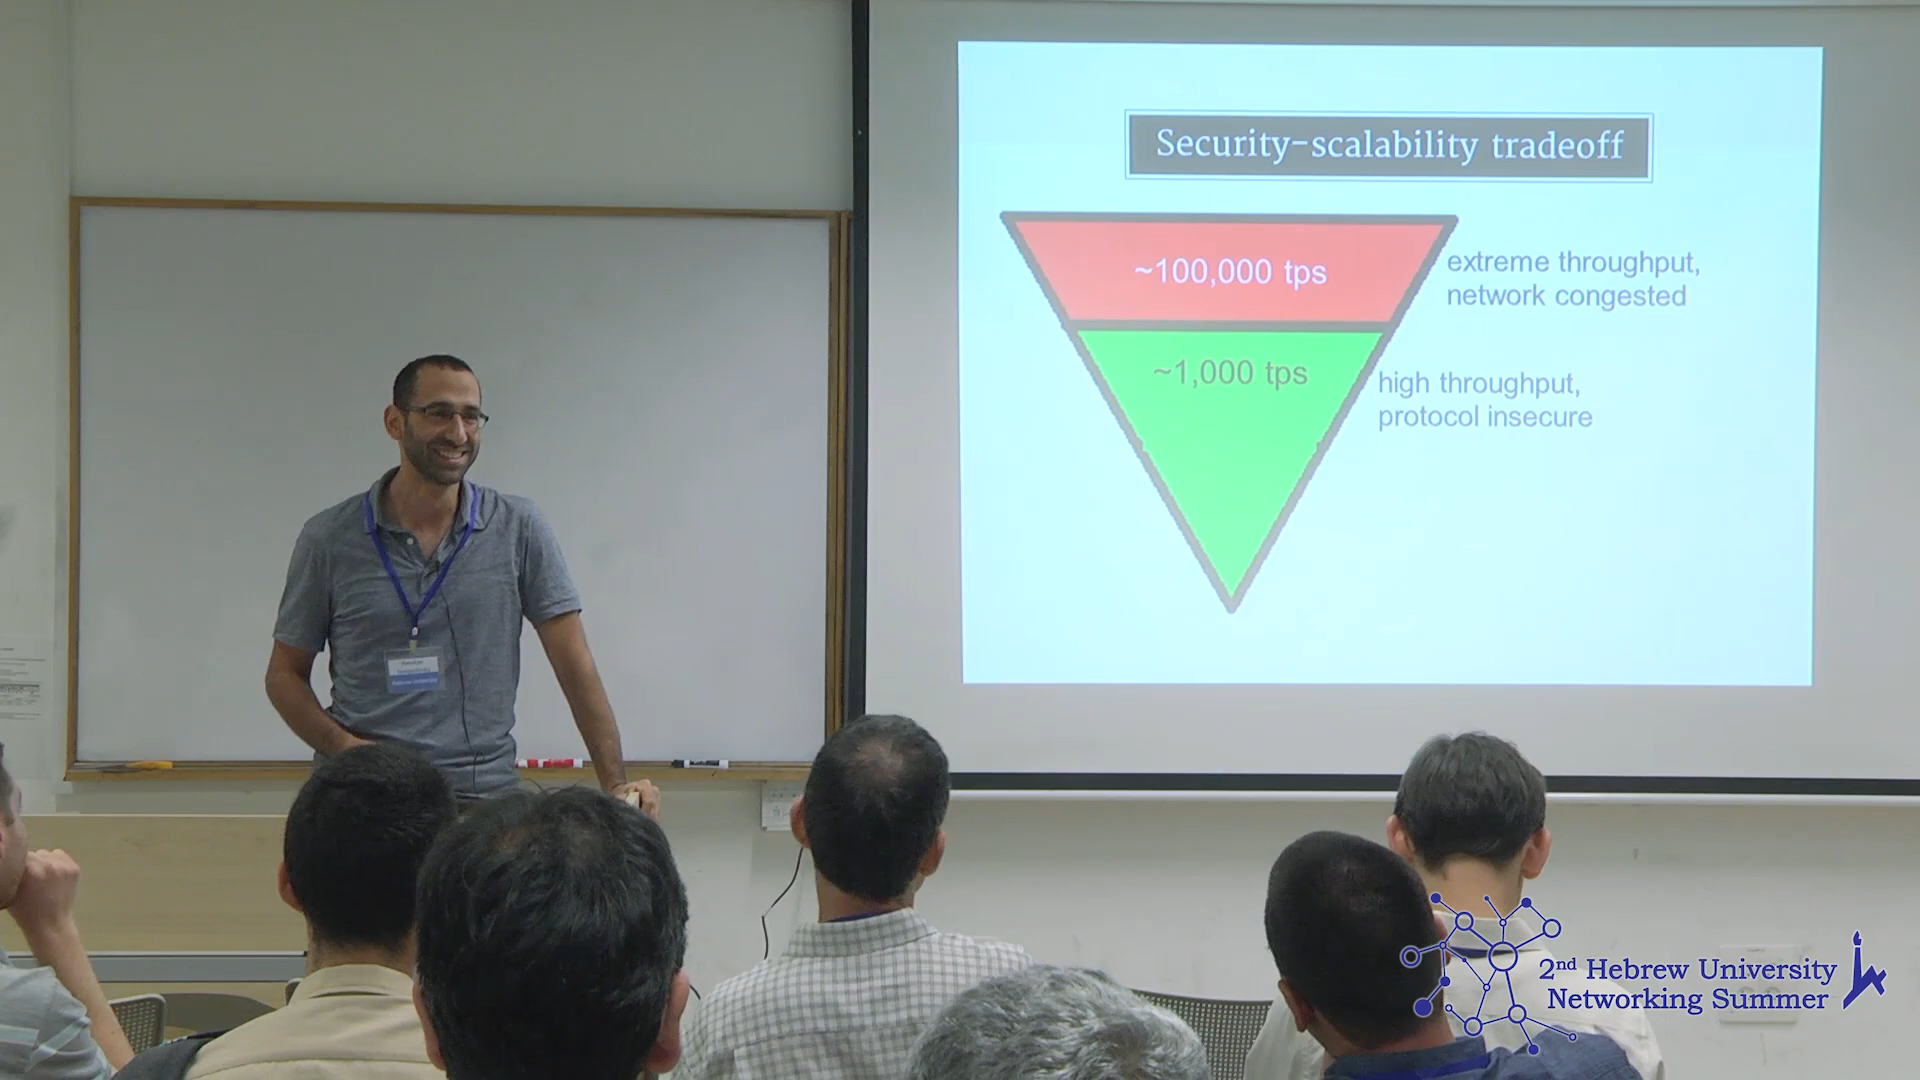 Security-scalability tradeoff
~100,000 tps
extreme throughput,
network congested
~1,000 tps
high throughput,
protocol insecure
2nd Hebrew University
Networking Summer